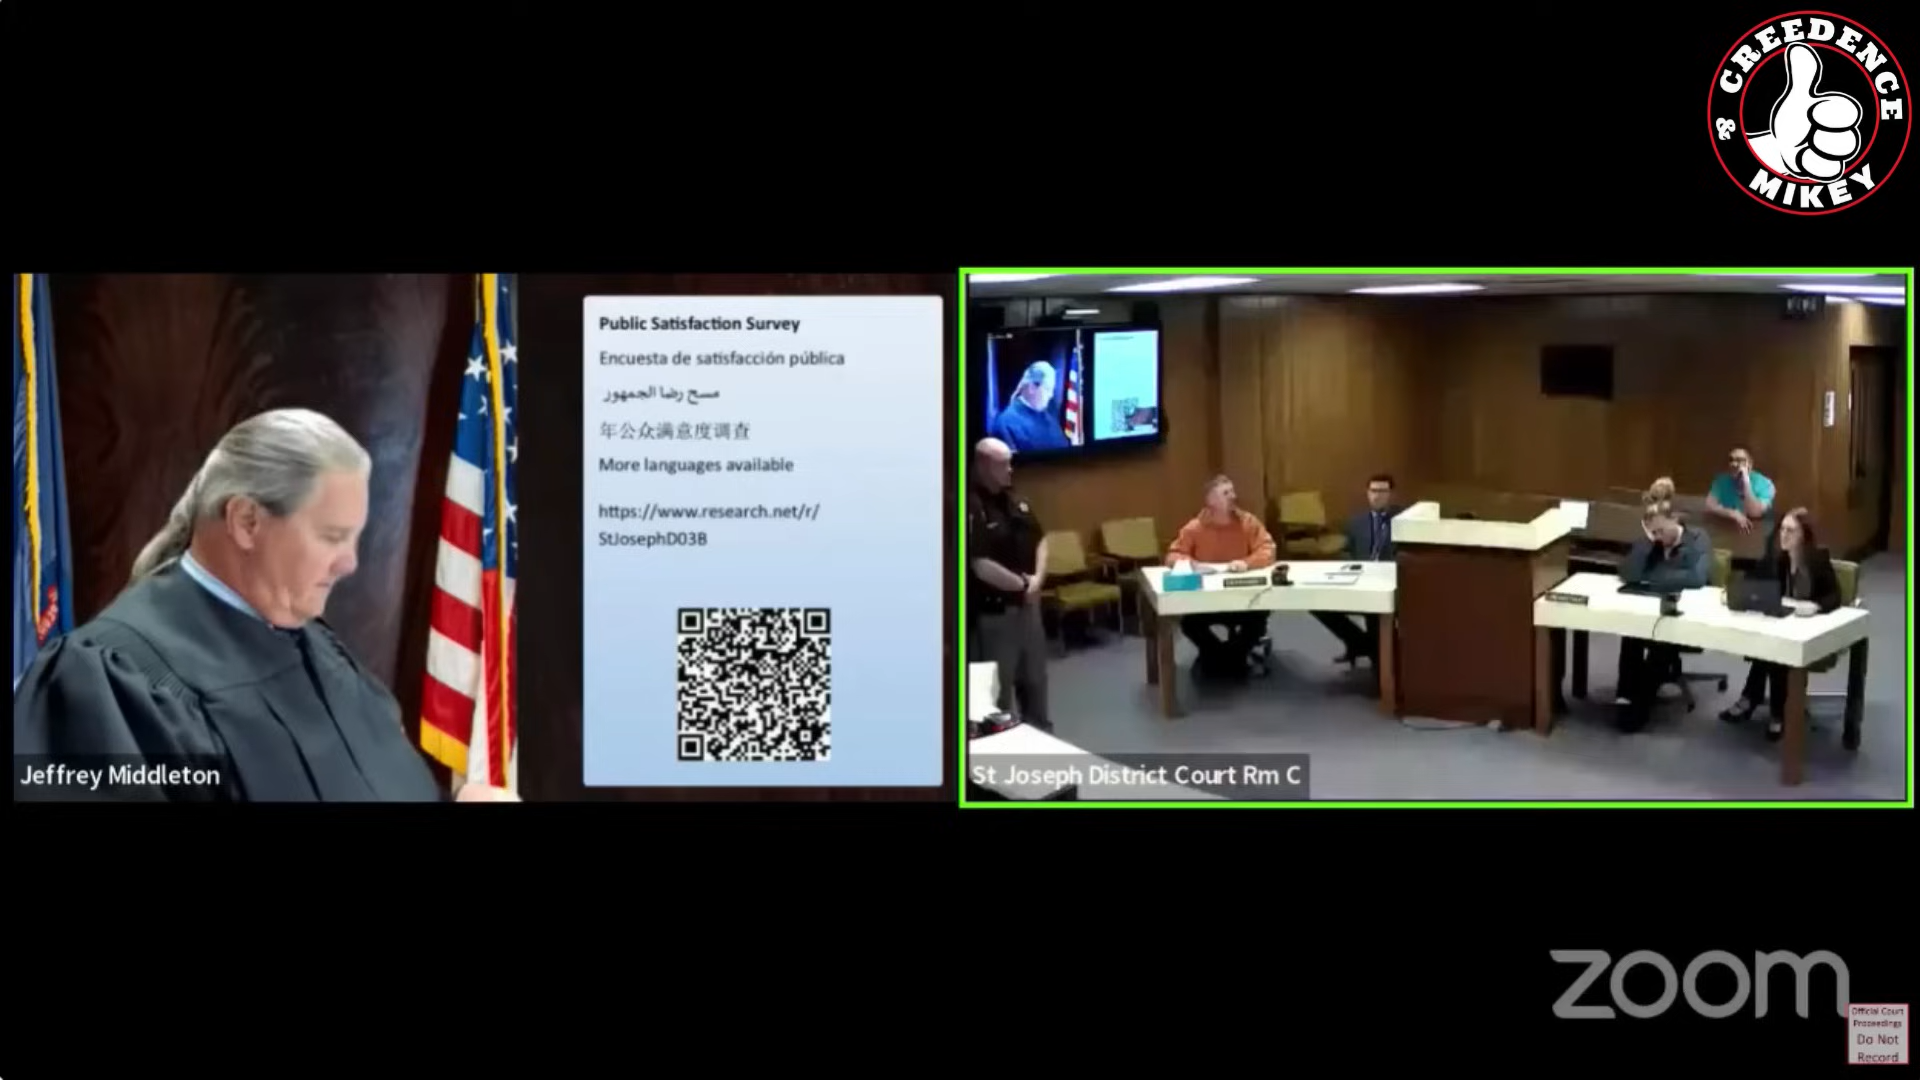 CREEDENCE
& MIKEY
Public Satisfaction Survey
Encuesta de satisfacción pública
مسح رضا الجمهور
年公众满意度调查
More languages available
https://www.research.net/r/
StJosephD03B
Jeffrey Middleton
St Joseph District Court Rm C
zoom
Official Court
Proceedings
Do Not
Record